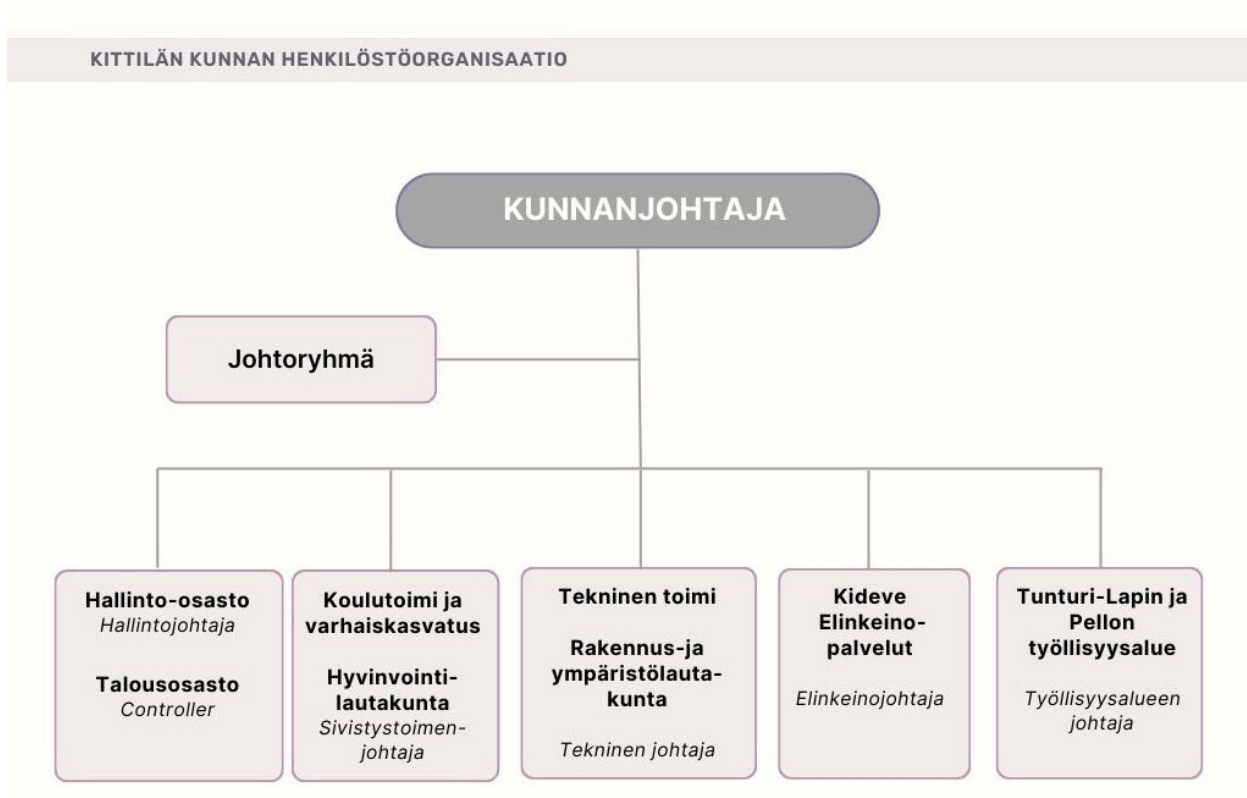 KITTILÄN KUNNAN HENKILÖSTÖORGANISAATIO
KUNNANJOHTAJA
Johtoryhmä
Hallinto-osasto
Hallintojohtaja
Talousosasto
Controller
Koulutoimi ja
varhaiskasvatus
Hyvinvointi-
lautakunta
Sivistystoimen-
johtaja
Tekninen toimi
Rakennus-ja
ympäristölauta-
kunta
Tekninen johtaja
Kideve
Elinkeino-
palvelut
Elinkeinojohtaja
Tunturi-Lapin ja
Pellon
työllisyysalue
Työllisyysalueen
johtaja